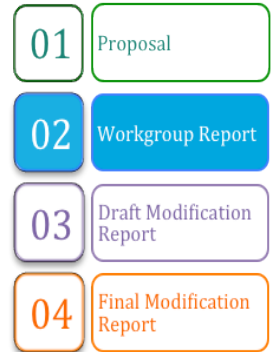 01
Proposal
02
Workgroup Report
03
Draft Modification
Report
04
Final Modification
Report